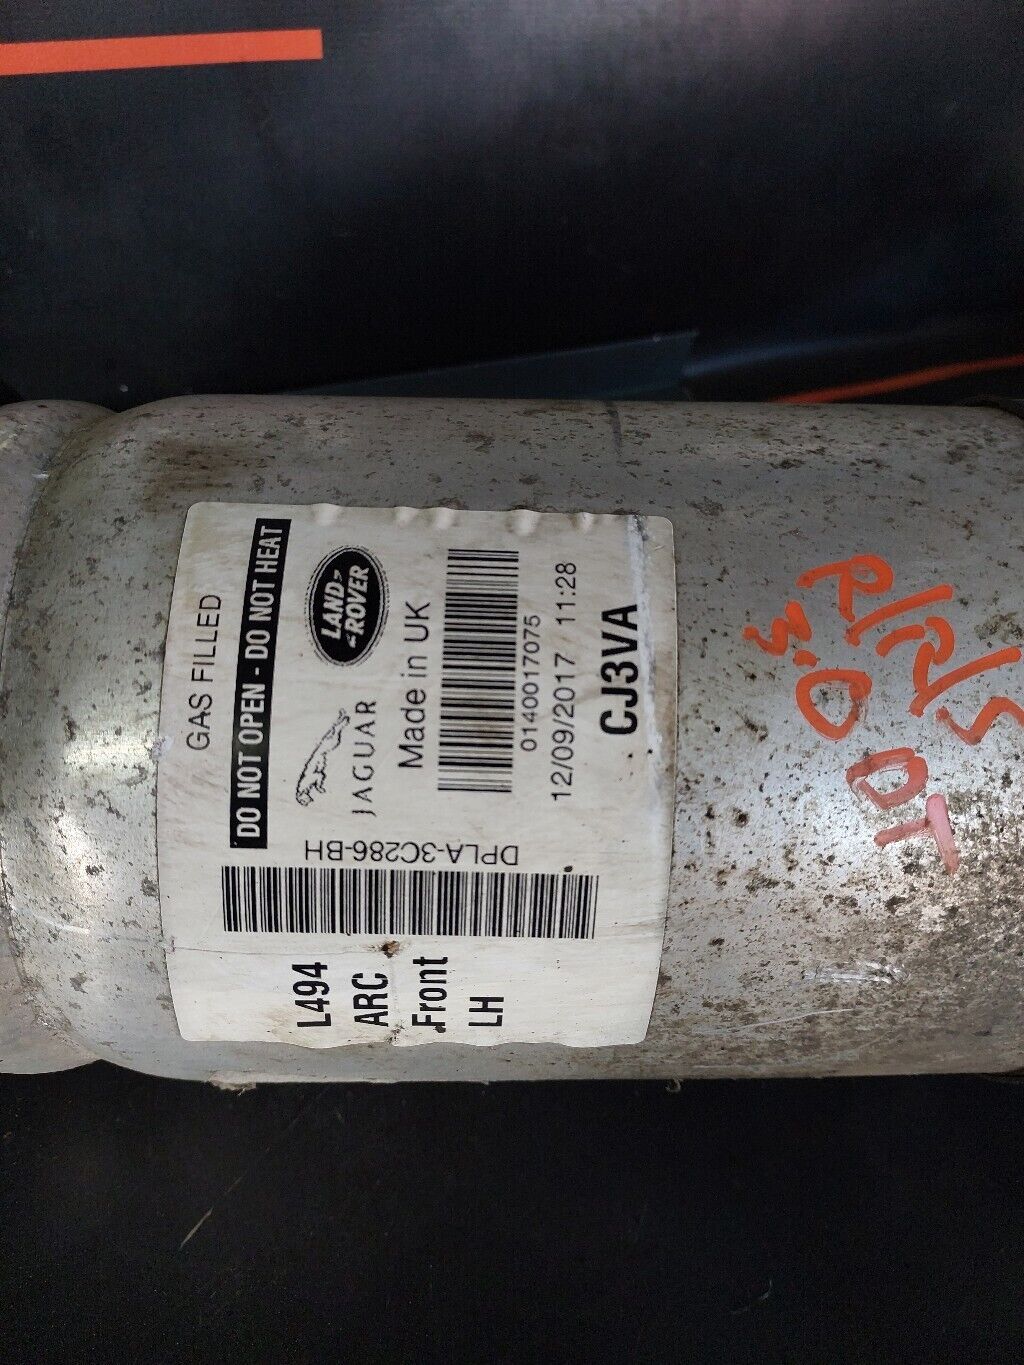 GAS FILLED
DO NOT OPEN - DO NOT HEAT
JAGUAR
LAND ROVER
Made in UK
0140017075
12/09/2017 11:28
CJ3VA
DPLA-3C286-BH
L494
ARC
Front
LH
R/R/S
3.0
DT